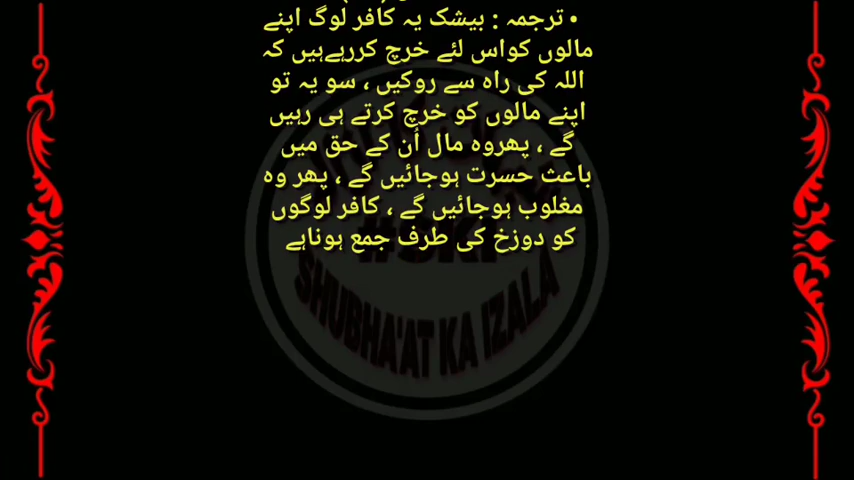 • ترجمہ : بیشک یہ کافر لوگ اپنے
مالوں کواس لئے خرچ کررہےہیں کہ
اللہ کی راہ سے روکیں ، سو یہ تو
اپنے مالوں کو خرچ کرتے ہی رہیں
گے ، پھروہ مال اُن کے حق میں
باعث حسرت ہوجائیں گے ، پھر وہ
مغلوب ہوجائیں گے ، کافر لوگوں
کو دوزخ کی طرف جمع ہوناہے
SHUBHA'AT KA IZALA